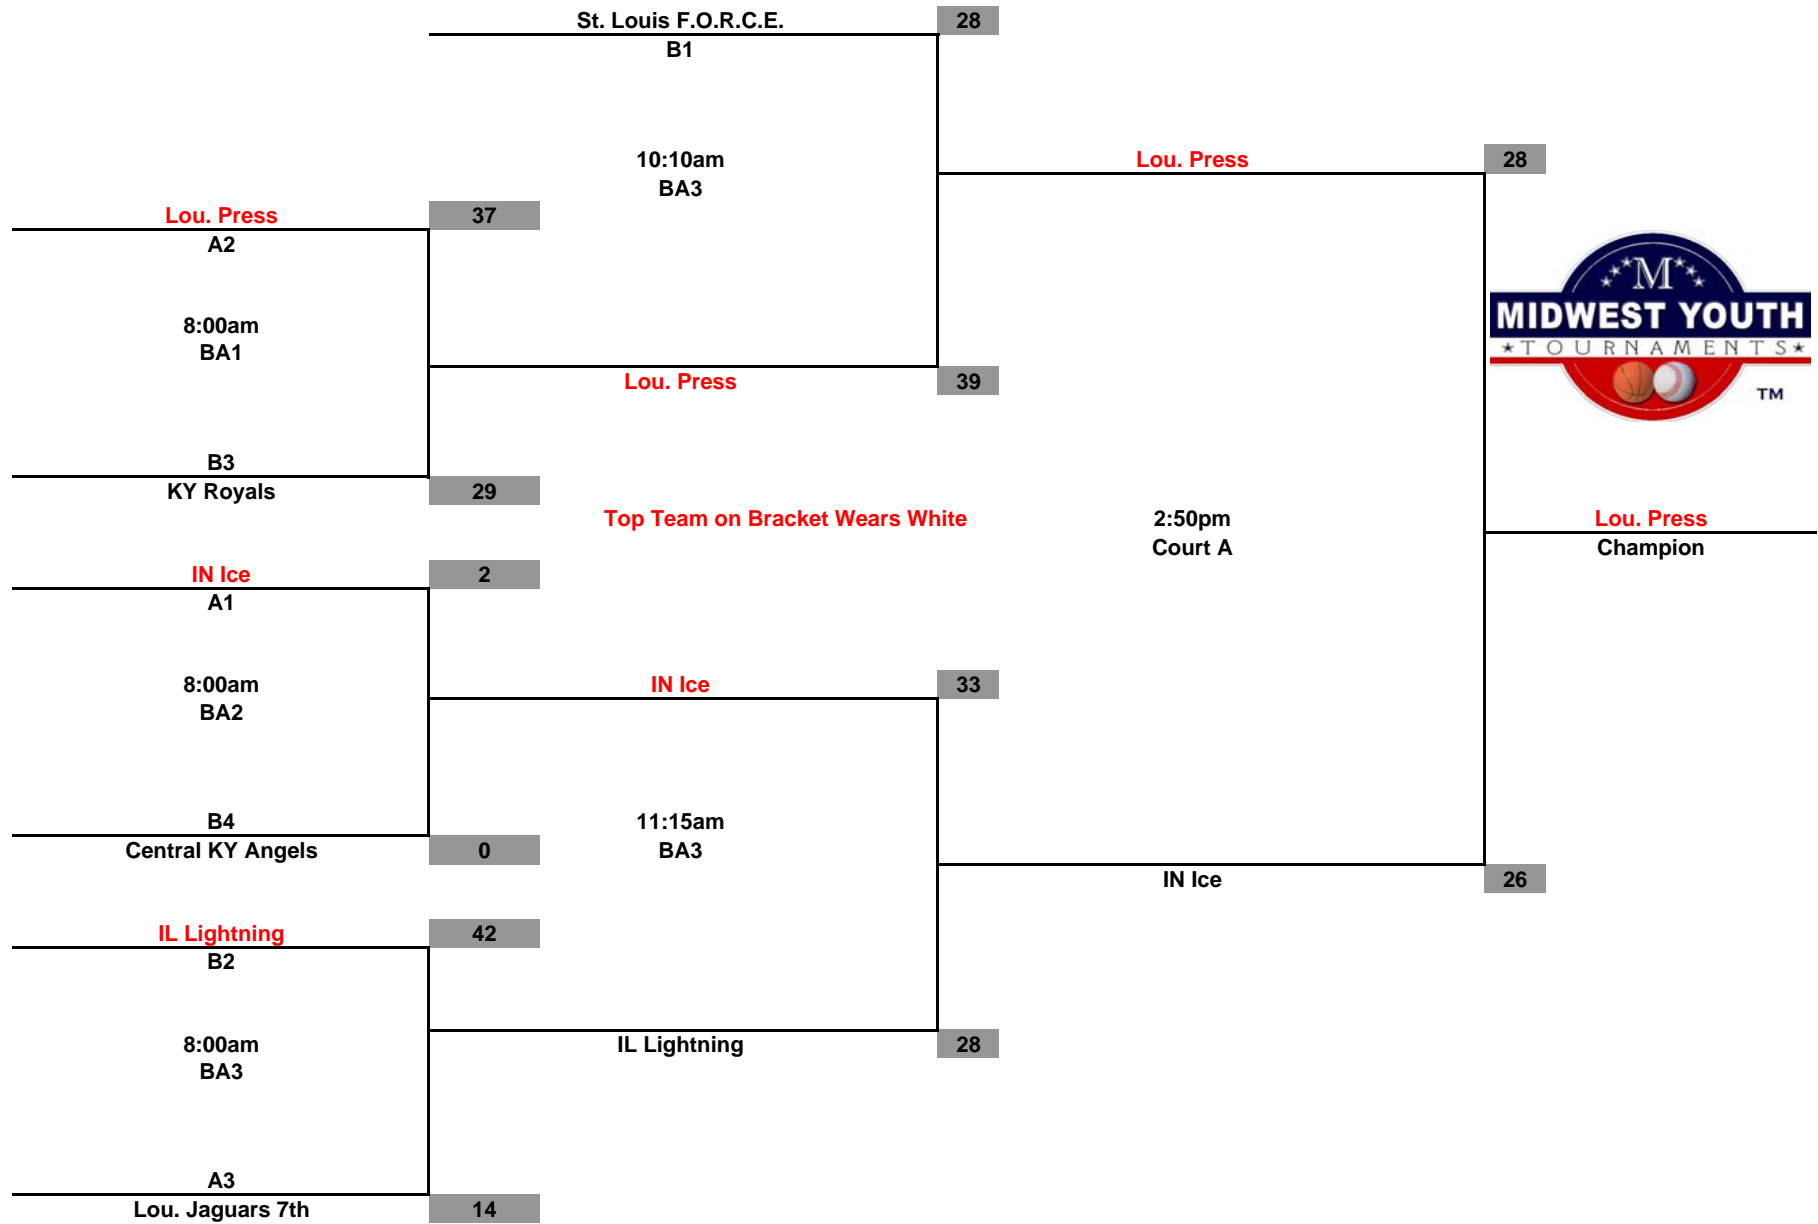 St. Louis F.O.R.C.E. 28
B1
10:10am
BA3
Lou. Press 28
Lou. Press 37
A2
8:00am
BA1
Lou. Press 39
B3
KY Royals 29
M
MIDWEST YOUTH
TOURNAMENTS
TM
Top Team on Bracket Wears White
2:50pm
Court A
Lou. Press
Champion
IN Ice 2
A1
8:00am
BA2
IN Ice 33
B4
Central KY Angels 0
11:15am
BA3
IN Ice 26
IL Lightning 42
B2
8:00am
BA3
IL Lightning 28
A3
Lou. Jaguars 7th 14